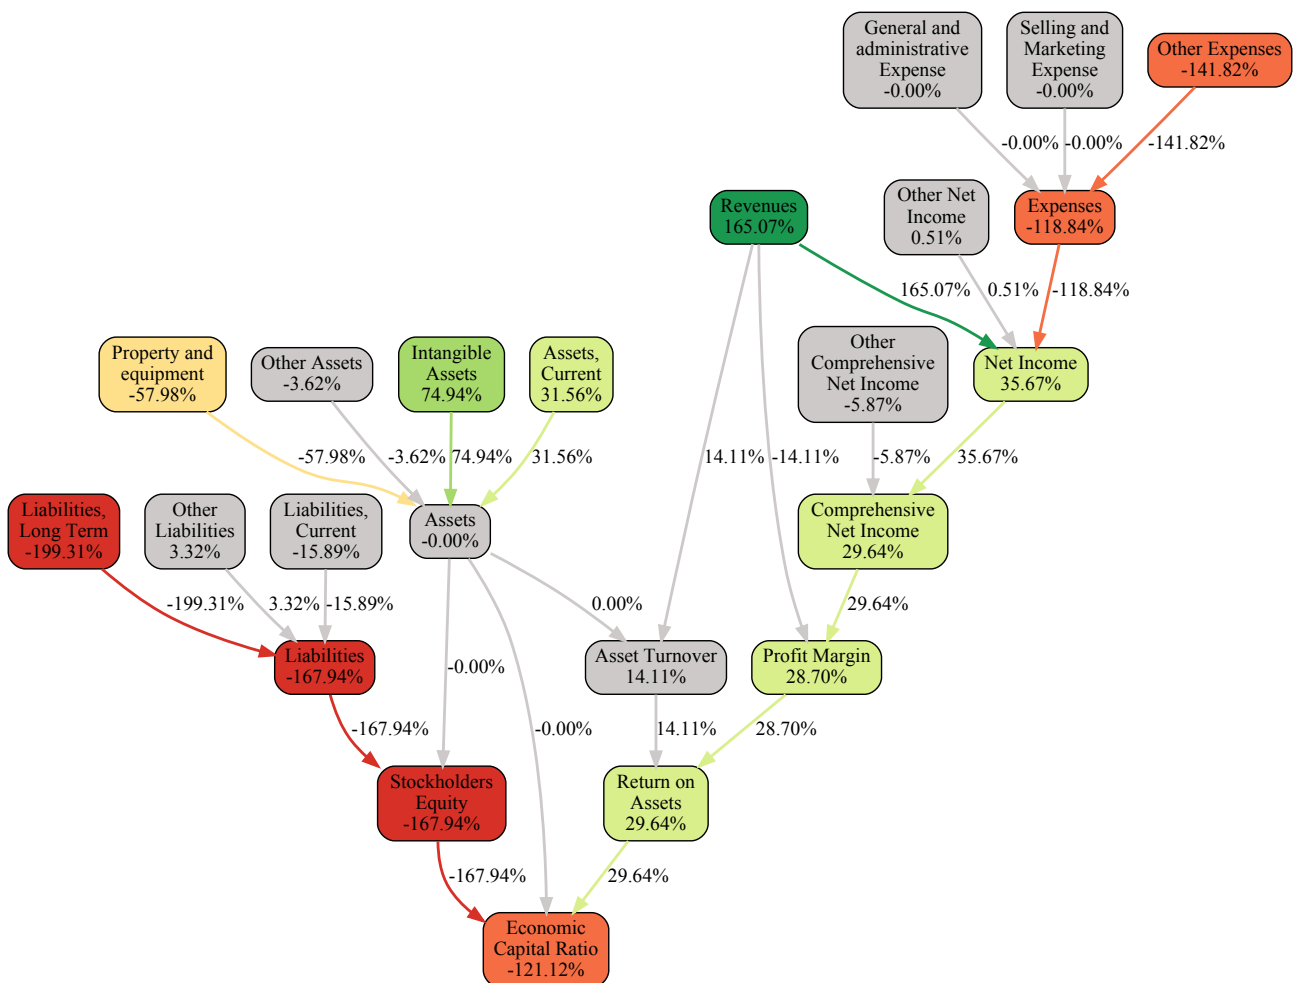 General and
administrative
Expense
-0.00%
Selling and
Marketing
Expense
-0.00%
Other Expenses
-141.82%
-0.00%
-0.00%
-141.82%
Revenues
165.07%
Other Net
Income
0.51%
Expenses
-118.84%
165.07%
0.51%
-118.84%
Property and
equipment
-57.98%
Other Assets
-3.62%
Intangible
Assets
74.94%
Assets,
Current
31.56%
Other
Comprehensive
Net Income
-5.87%
Net Income
35.67%
-57.98%
-3.62%
74.94%
31.56%
14.11%
-14.11%
-5.87%
35.67%
Liabilities,
Long Term
-199.31%
Other
Liabilities
3.32%
Liabilities,
Current
-15.89%
Assets
-0.00%
Comprehensive
Net Income
29.64%
-199.31%
3.32%
-15.89%
0.00%
29.64%
Liabilities
-167.94%
-0.00%
Asset Turnover
14.11%
Profit Margin
28.70%
-167.94%
-0.00%
14.11%
28.70%
Stockholders
Equity
-167.94%
Return on
Assets
29.64%
-167.94%
29.64%
Economic
Capital Ratio
-121.12%